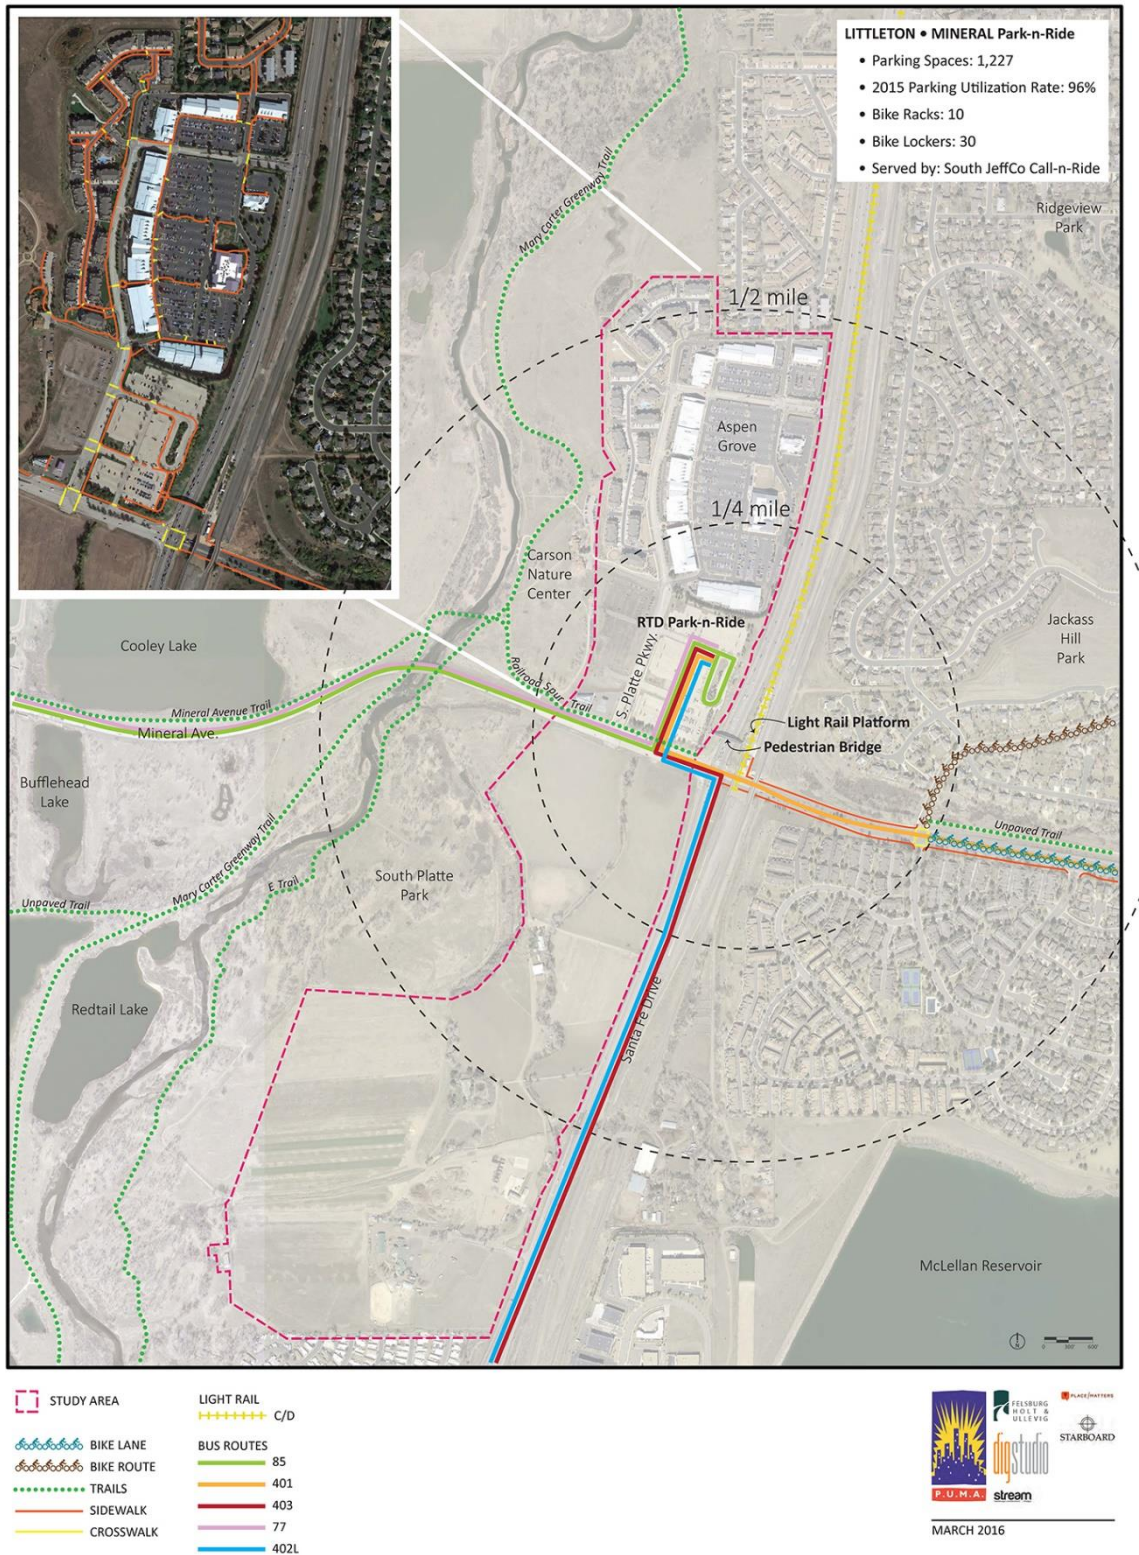 LITTLETON • MINERAL Park-n-Ride
• Parking Spaces: 1,227
• 2015 Parking Utilization Rate: 96%
• Bike Racks: 10
• Bike Lockers: 30
• Served by: South JeffCo Call-n-Ride
Mary Carter Greenway Trail
Ridgeview
Park
1/2 mile
Aspen
Grove
1/4 mile
Carson
Nature
Center
Cooley Lake
RTD Park-n-Ride
Jackass
Hill
Park
S. Platte Pkwy.
Railroad Spur Trail
Mineral Avenue Trail
Mineral Ave.
Light Rail Platform
Pedestrian Bridge
Bufflehead
Lake
Unpaved Trail
Mary Carter Greenway Trail
E Trail
South Platte
Park
Unpaved Trail
Redtail Lake
Santa Fe Drive
McLellan Reservoir
0 300' 600'
STUDY AREA
BIKE LANE
BIKE ROUTE
TRAILS
SIDEWALK
CROSSWALK
LIGHT RAIL
C/D
BUS ROUTES
85
401
403
77
402L
P.U.M.A.
FELSBURG
HOLT &
ULLEVIG
PLACE/MATTERS
STARBOARD
digstudio
stream
MARCH 2016